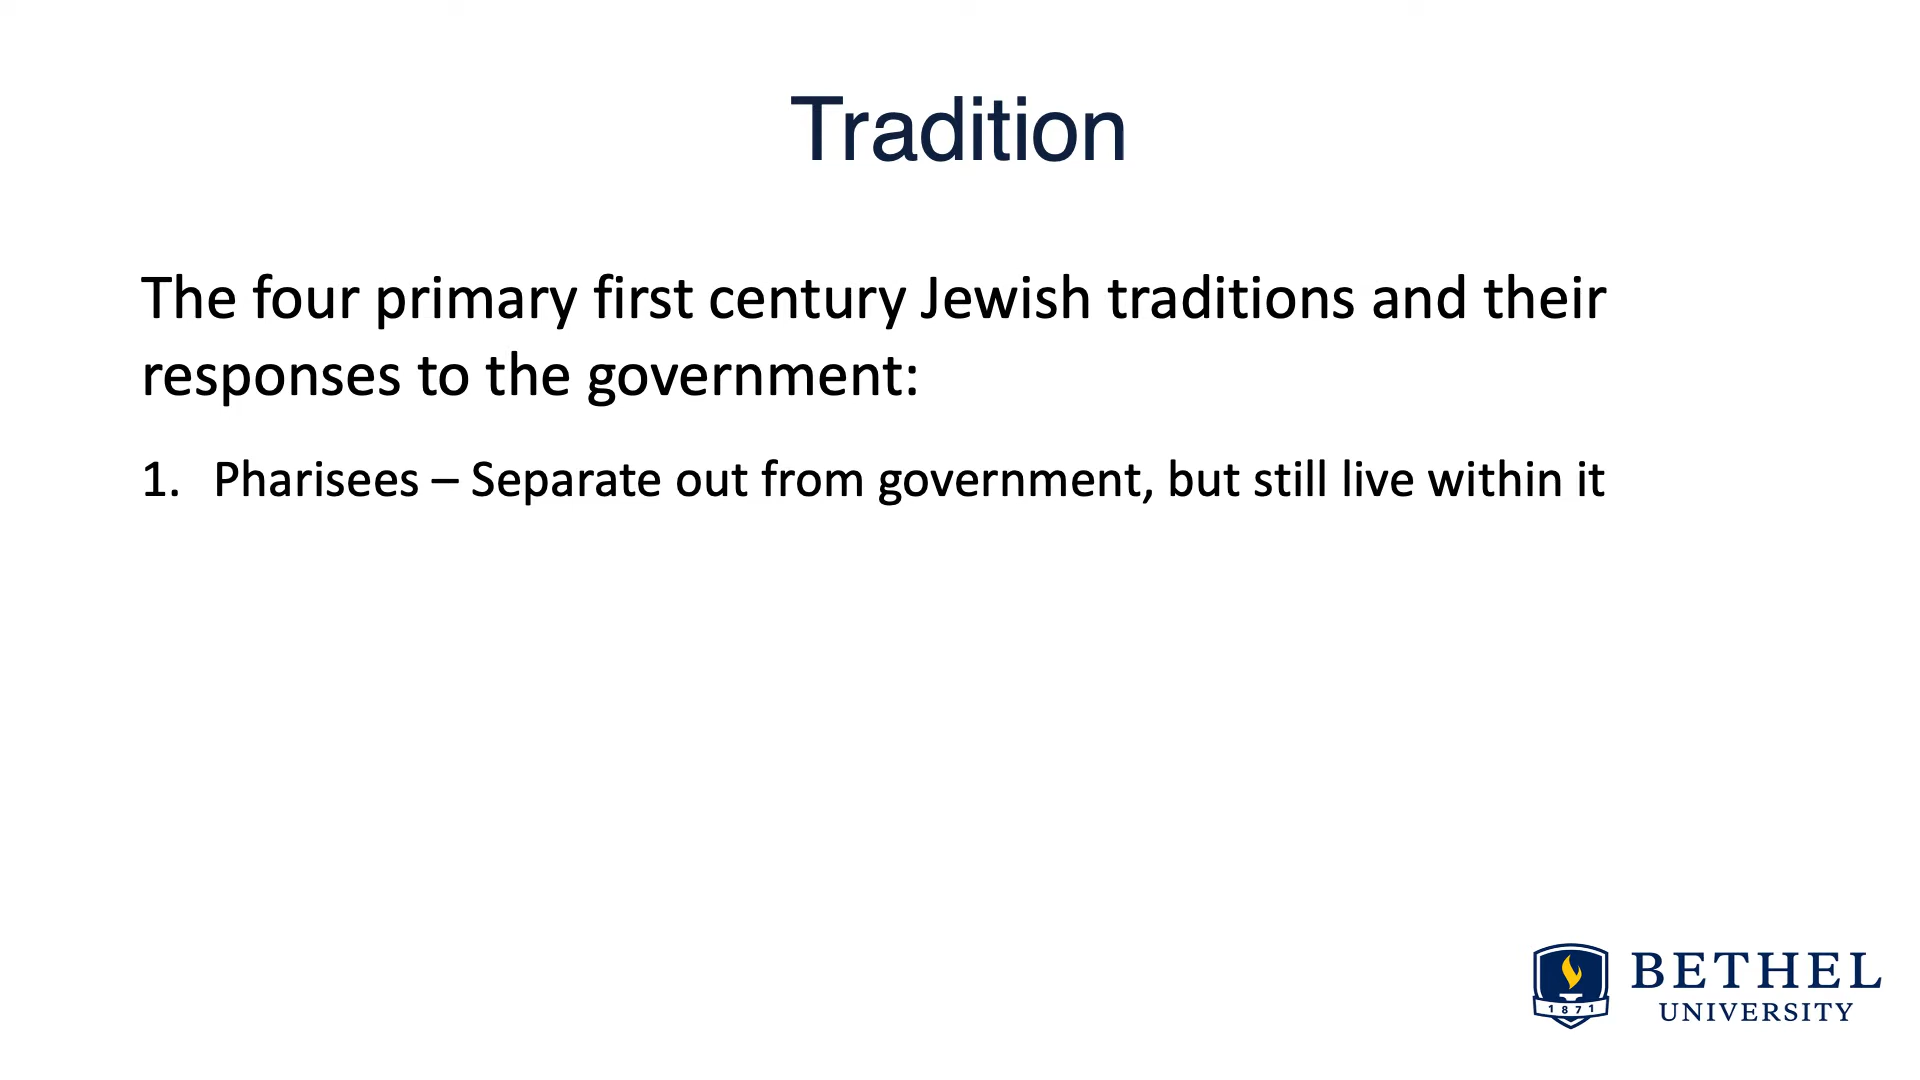 Tradition
The four primary first century Jewish traditions and their
responses to the government:
1. Pharisees – Separate out from government, but still live within it
1871
BETHEL
UNIVERSITY